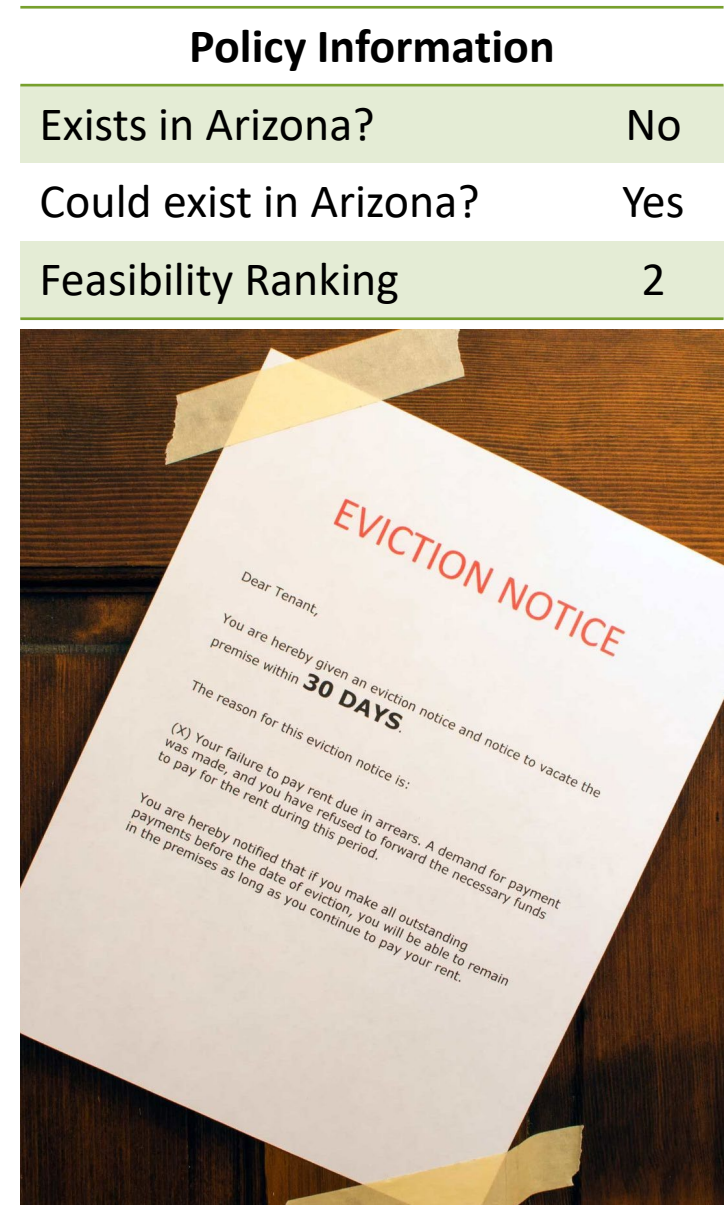 Policy Information
Exists in Arizona? No
Could exist in Arizona? Yes
Feasibility Ranking 2
EVICTION NOTICE
Dear Tenant,
You are hereby given an eviction notice and notice to vacate the
premise within 30 DAYS.
The reason for this eviction notice is:
(X) Your failure to pay rent due in arrears. A demand for payment
was made, and you have refused to forward the necessary funds
to pay for the rent during this period.
You are hereby notified that if you make all outstanding
payments before the date of eviction, you will be able to remain
in the premises as long as you continue to pay your rent.